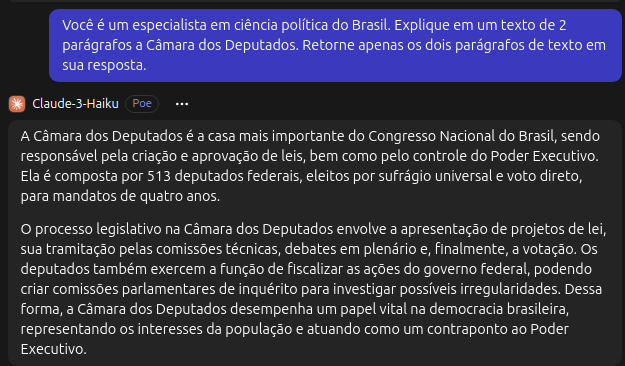 Você é um especialista em ciência política do Brasil. Explique em um texto de 2
parágrafos a Câmara dos Deputados. Retorne apenas os dois parágrafos de texto em
sua resposta.
Claude-3-Haiku Poe
A Câmara dos Deputados é a casa mais importante do Congresso Nacional do Brasil, sendo
responsável pela criação e aprovação de leis, bem como pelo controle do Poder Executivo.
Ela é composta por 513 deputados federais, eleitos por sufrágio universal e voto direto,
para mandatos de quatro anos.
O processo legislativo na Câmara dos Deputados envolve a apresentação de projetos de lei,
sua tramitação pelas comissões técnicas, debates em plenário e, finalmente, a votação. Os
deputados também exercem a função de fiscalizar as ações do governo federal, podendo
criar comissões parlamentares de inquérito para investigar possíveis irregularidades. Dessa
forma, a Câmara dos Deputados desempenha um papel vital na democracia brasileira,
representando os interesses da população e atuando como um contraponto ao Poder
Executivo.